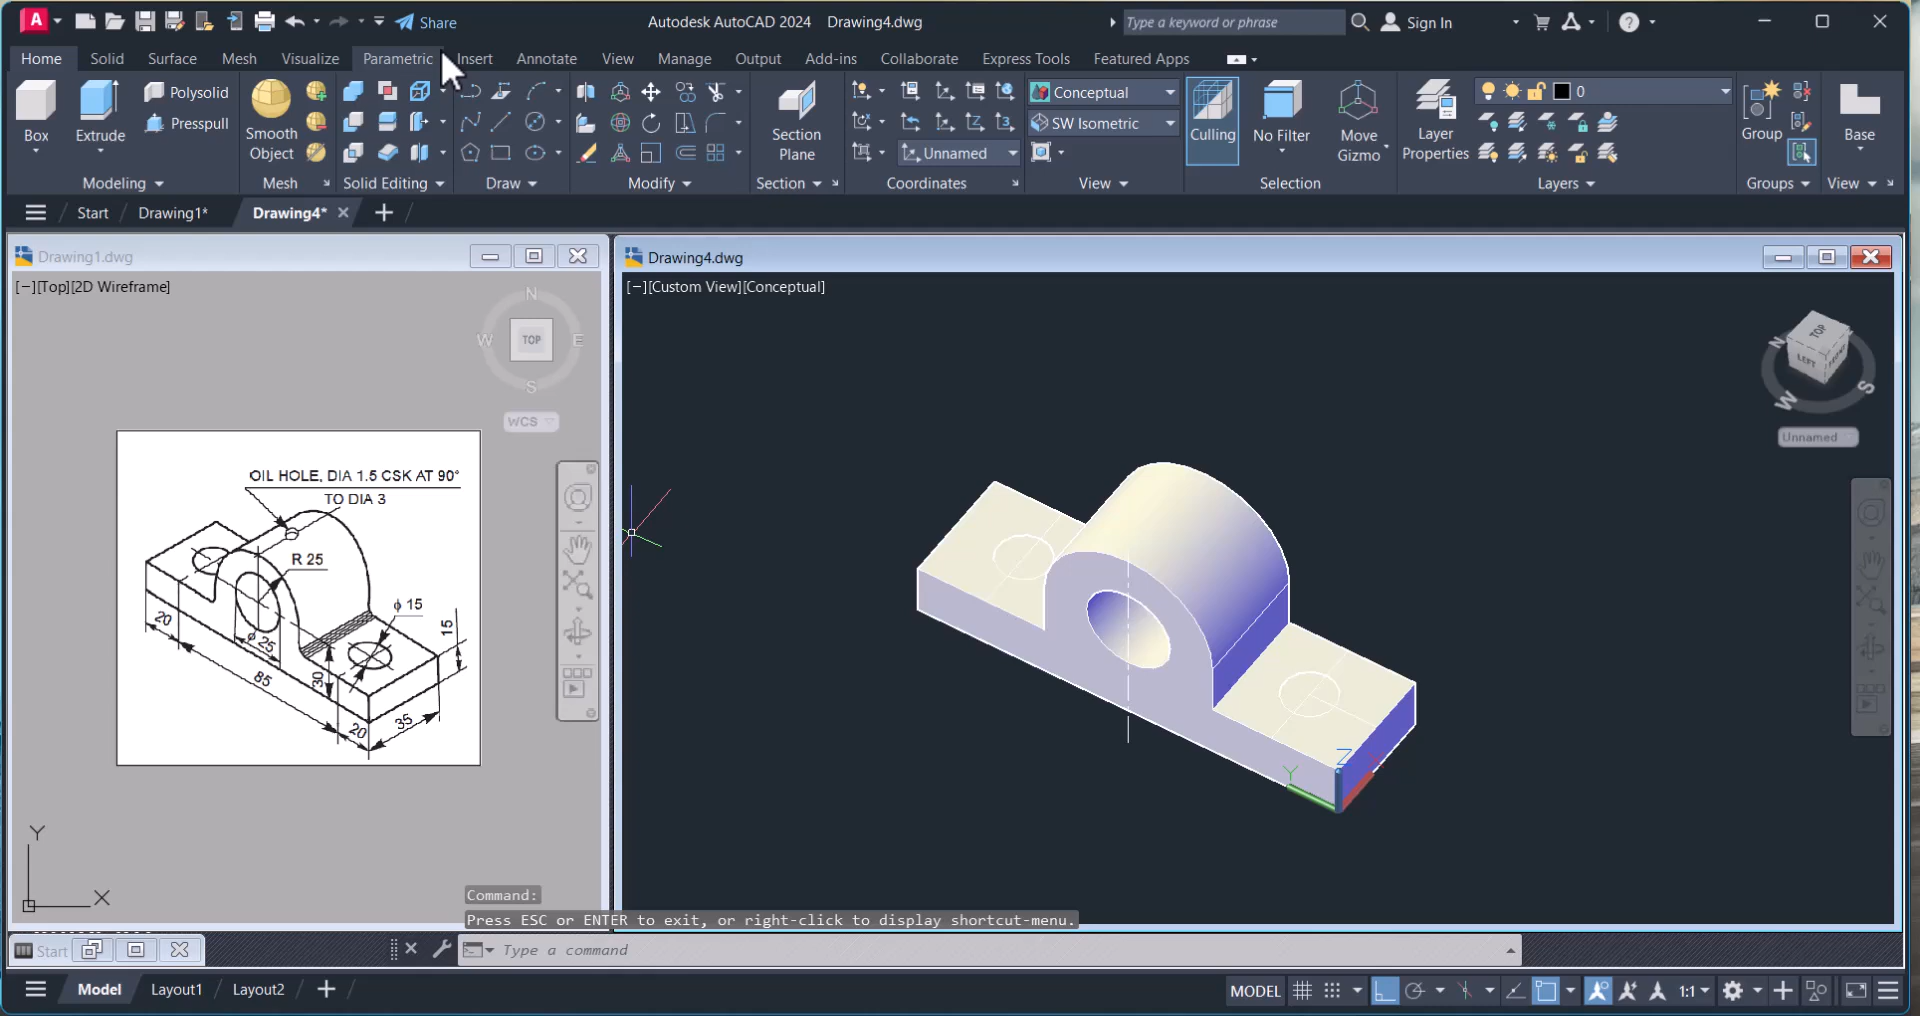 A Share Autodesk AutoCAD 2024 Drawing4.dwg Type a keyword or phrase Sign In
Home Solid Surface Mesh Visualize Parametric Insert Annotate View Manage Output Add-ins Collaborate Express Tools Featured Apps
Box
Extrude
Polysolid
Presspull
Modeling
Smooth
Object
Mesh
Solid Editing
Draw
Modify
Section
Plane
Section
Unnamed
Coordinates
Conceptual
SW Isometric
View
Culling
No Filter
Move
Gizmo
Selection
Layer
Properties
0
Layers
Group
Groups
Base
View
Start Drawing1* Drawing4*
Drawing1.dwg
[−][Top][2D Wireframe]
N
W TOP E
S
WCS
OIL HOLE, DIA 1.5 CSK AT 90°
TO DIA 3
R 25
ϕ 15
15
20
ϕ 25
85
30
20
35
Y
X
Drawing4.dwg
[−][Custom View][Conceptual]
TOP
LEFT
FRONT
N
W
S
Unnamed
Z
Y
X
Command:
Press ESC or ENTER to exit, or right-click to display shortcut-menu.
Start
Type a command
Model Layout1 Layout2
MODEL 1:1